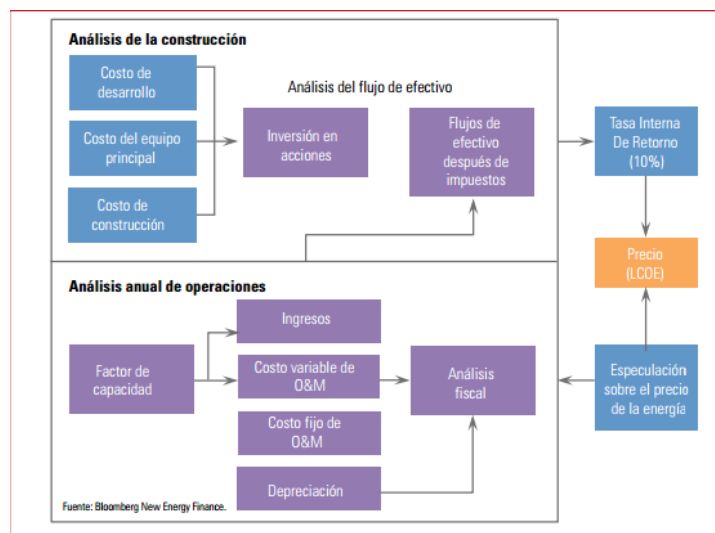 Análisis de la construcción
Costo de
desarrollo
Análisis del flujo de efectivo
Costo del equipo
principal
Inversión en
acciones
Flujos de
efectivo
después de
impuestos
Tasa Interna
De Retorno
(10%)
Costo de
construcción
Precio
(LCOE)
Análisis anual de operaciones
Ingresos
Factor de
capacidad
Costo variable de
O&M
Análisis
fiscal
Especulación
sobre el precio
de la energía
Costo fijo de
O&M
Depreciación
Fuente: Bloomberg New Energy Finance.